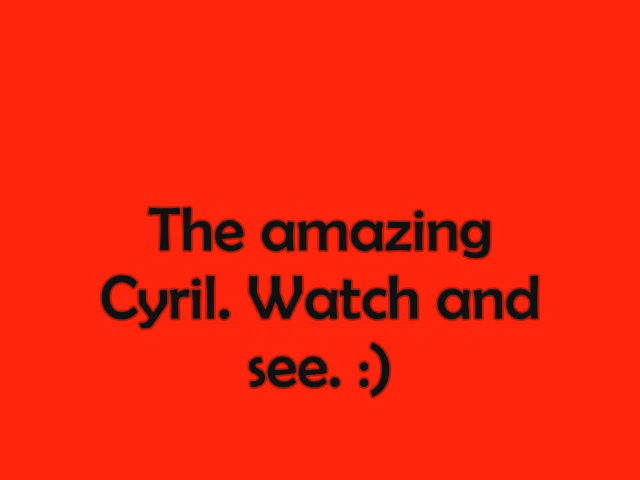 The amazing
Cyril. Watch and
see. :)